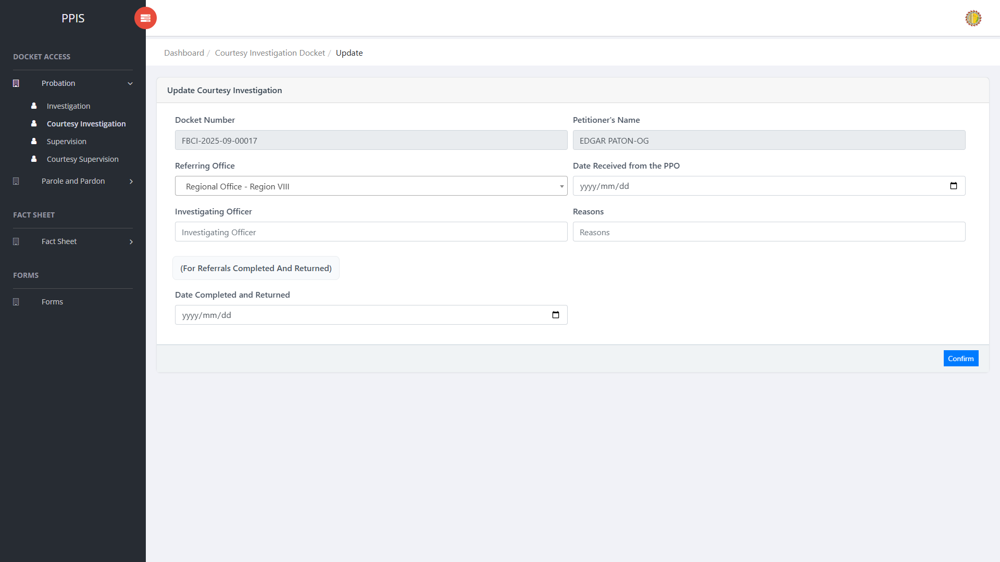 PPIS
DOCKET ACCESS
Probation
Investigation
Courtesy Investigation
Supervision
Courtesy Supervision
Parole and Pardon
FACT SHEET
Fact Sheet
FORMS
Forms
Dashboard / Courtesy Investigation Docket / Update
Update Courtesy Investigation
Docket Number
FBCI-2025-09-00017
Petitioner's Name
EDGAR PATON-OG
Referring Office
Regional Office - Region VIII
Date Received from the PPO
yyyy/mm/dd
Investigating Officer
Investigating Officer
Reasons
Reasons
(For Referrals Completed And Returned)
Date Completed and Returned
yyyy/mm/dd
Confirm